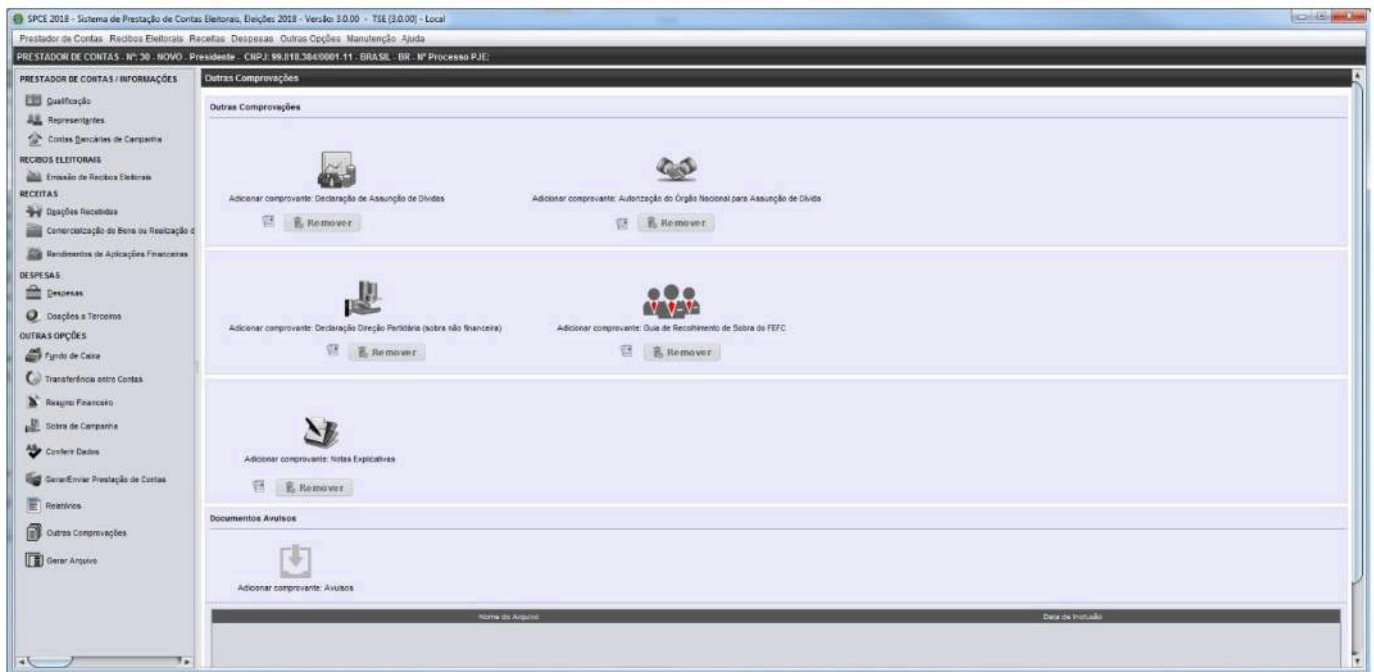 SPCE 2018 - Sistema de Prestação de Contas Eleitorais, Eleições 2018 - Versão: 3.0.00 - TSE (3.0.00) - Local
Prestador de Contas Recibos Eleitorais Receitas Despesas Outras Opções Manutenção Ajuda
PRESTADOR DE CONTAS - Nº: 30 - NOVO - Presidente - CNPJ: 99.818.384/0001-11 - BRASIL - BR - Nº Processo PJE:
PRESTADOR DE CONTAS / INFORMAÇÕES
Qualificação
Representantes
Contas Bancárias de Campanha
RECIBOS ELEITORAIS
Emissão de Recibos Eleitorais
RECEITAS
Doações Recebidas
Comercialização de Bens ou Realização d
Rendimentos de Aplicações Financeiras
DESPESAS
Despesas
Doações a Terceiros
OUTRAS OPÇÕES
Fundo de Caixa
Transferência entre Contas
Resumo Financeiro
Sobra de Campanha
Conferir Dados
Gerar/Enviar Prestação de Contas
Relatórios
Outras Comprovações
Gerar Arquivo
Outras Comprovações
Outras Comprovações
Adicionar comprovante: Declaração de Assunção de Dívidas
Adicionar comprovante: Autorização do Órgão Nacional para Assunção de Dívida
Remover
Remover
Adicionar comprovante: Declaração Direção Partidária (sobra não financeira)
Adicionar comprovante: Guia de Recolhimento de Sobra do FEFC
Remover
Remover
Adicionar comprovante: Notas Explicativas
Remover
Documentos Avulsos
Adicionar comprovante: Avulsos
Nome do Arquivo
Data de Inclusão